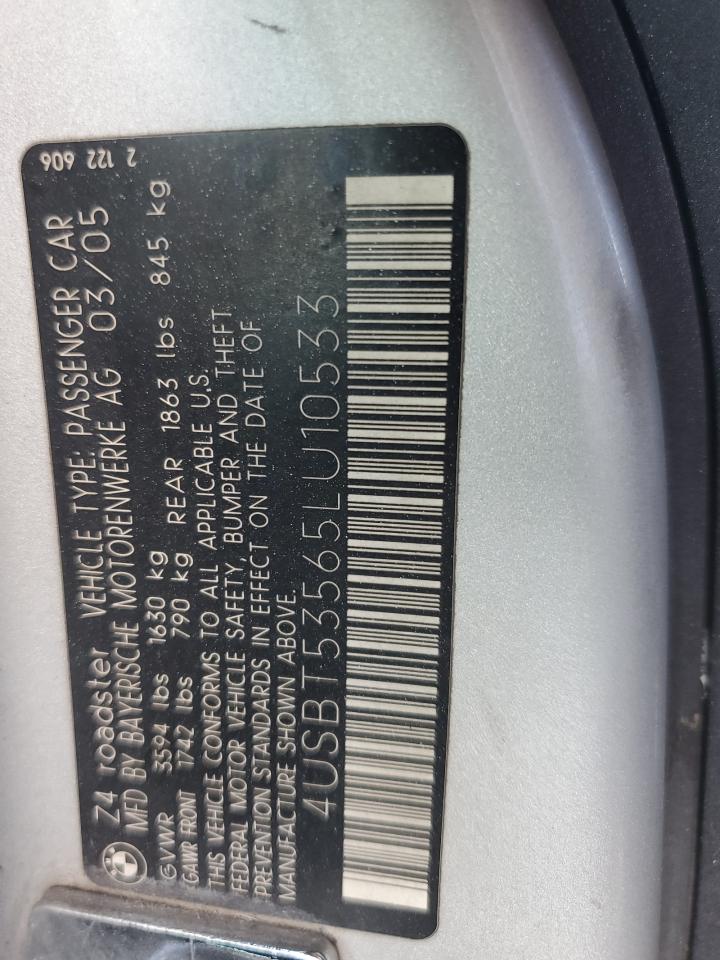 2 122 606
BMW
Z4 roadster VEHICLE TYPE: PASSENGER CAR
MFD BY BAYERISCHE MOTORENWERKE AG 03/05
GVWR 3594 lbs 1630 kg
GAWR FRONT 1742 lbs 790 kg REAR 1863 lbs 845 kg
THIS VEHICLE CONFORMS TO ALL APPLICABLE U.S.
FEDERAL MOTOR VEHICLE SAFETY, BUMPER AND THEFT
PREVENTION STANDARDS IN EFFECT ON THE DATE OF
MANUFACTURE SHOWN ABOVE.
4USBT53565LU10533